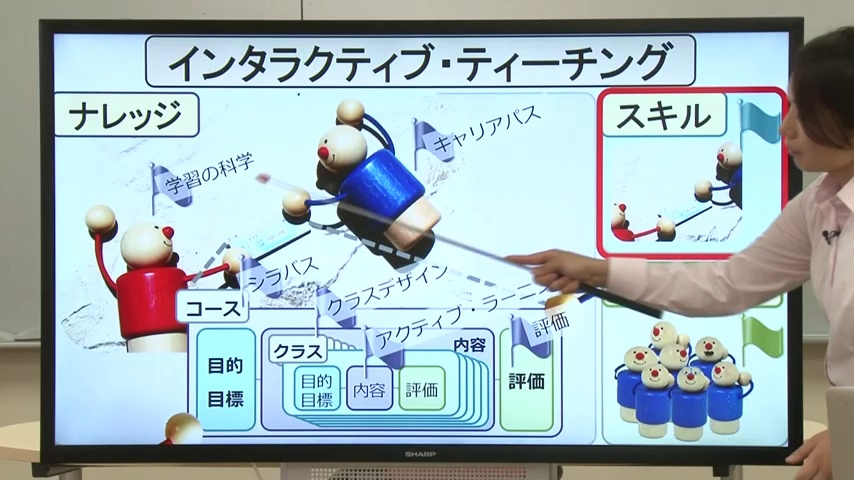 インタラクティブ・ティーチング
ナレッジ
スキル
キャリアパス
学習の科学
シラバス
クラスデザイン
アクティブ・ラーニン
評価
コース
目的
目標
クラス
内容
目的
目標
内容
評価
評価
SHARP